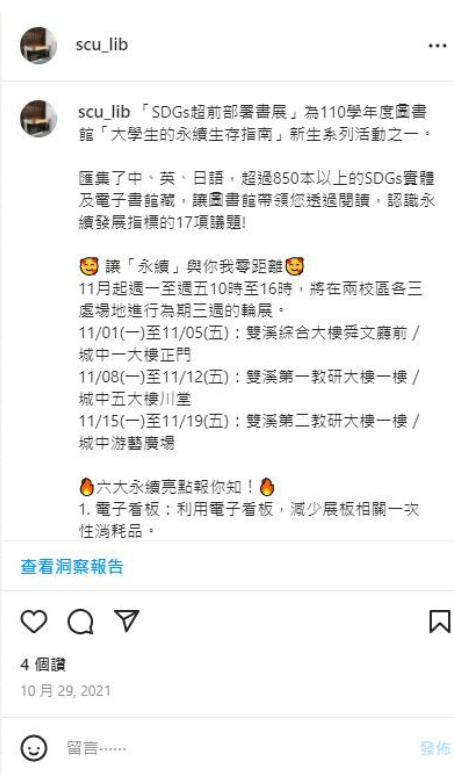 scu_lib
scu_lib 「SDGs超前部署書展」為110學年度圖書
館「大學生的永續生存指南」新生系列活動之一。
匯集了中、英、日語，超過850本以上的SDGs實體
及電子書館藏，讓圖書館帶領您透過閱讀，認識永
續發展指標的17項議題!
🥰 讓「永續」與你我零距離🥰
11月起週一至週五10時至16時，將在兩校區各三
處場地進行為期三週的輪展。
11/01(一)至11/05(五)：雙溪綜合大樓舜文廳前 /
城中一大樓正門
11/08(一)至11/12(五)：雙溪第一教研大樓一樓 /
城中五大樓川堂
11/15(一)至11/19(五)：雙溪第二教研大樓一樓 /
城中游藝廣場
🔥六大永續亮點報你知！🔥
1. 電子看板：利用電子看板，減少展板相關一次
性消耗品。
查看洞察報告
4 個讚
10 月 29, 2021
留言⋯⋯
發佈